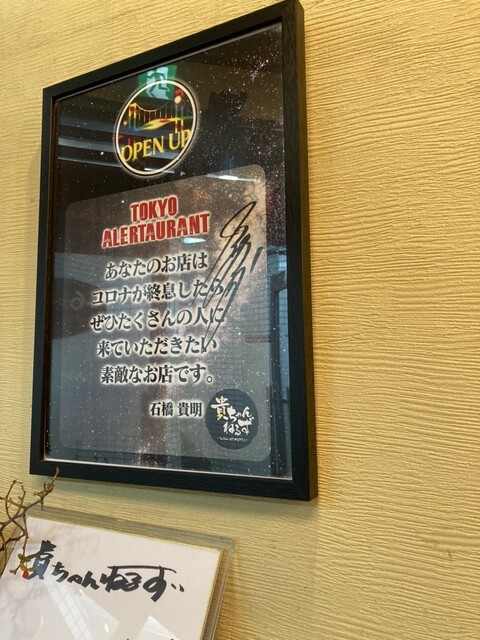 OPEN UP
TOKYO
ALERTAURANT
あなたのお店は
コロナが終息したら
ぜひたくさんの人に
来ていただきたい
素敵なお店です。
石橋 貴明
貴ちゃん
ねるず
貴ちゃんねるず